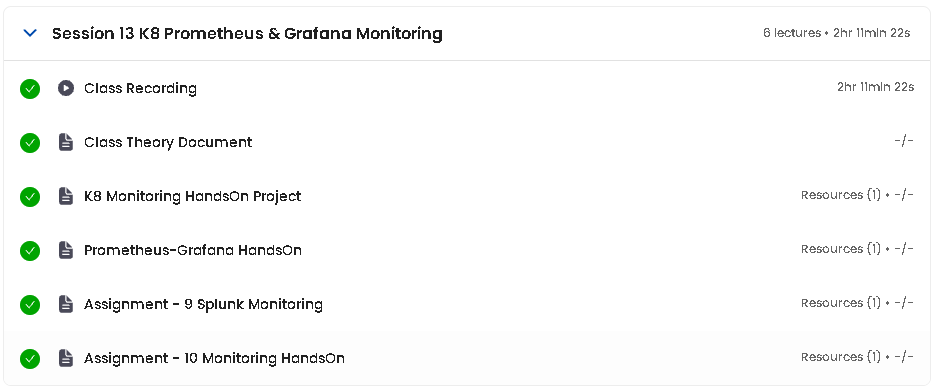 Session 13 K8 Prometheus & Grafana Monitoring 6 lectures • 2hr 11min 22s
Class Recording 2hr 11min 22s
Class Theory Document -/-
K8 Monitoring HandsOn Project Resources (1) • -/-
Prometheus-Grafana HandsOn Resources (1) • -/-
Assignment - 9 Splunk Monitoring Resources (1) • -/-
Assignment - 10 Monitoring HandsOn Resources (1) • -/-